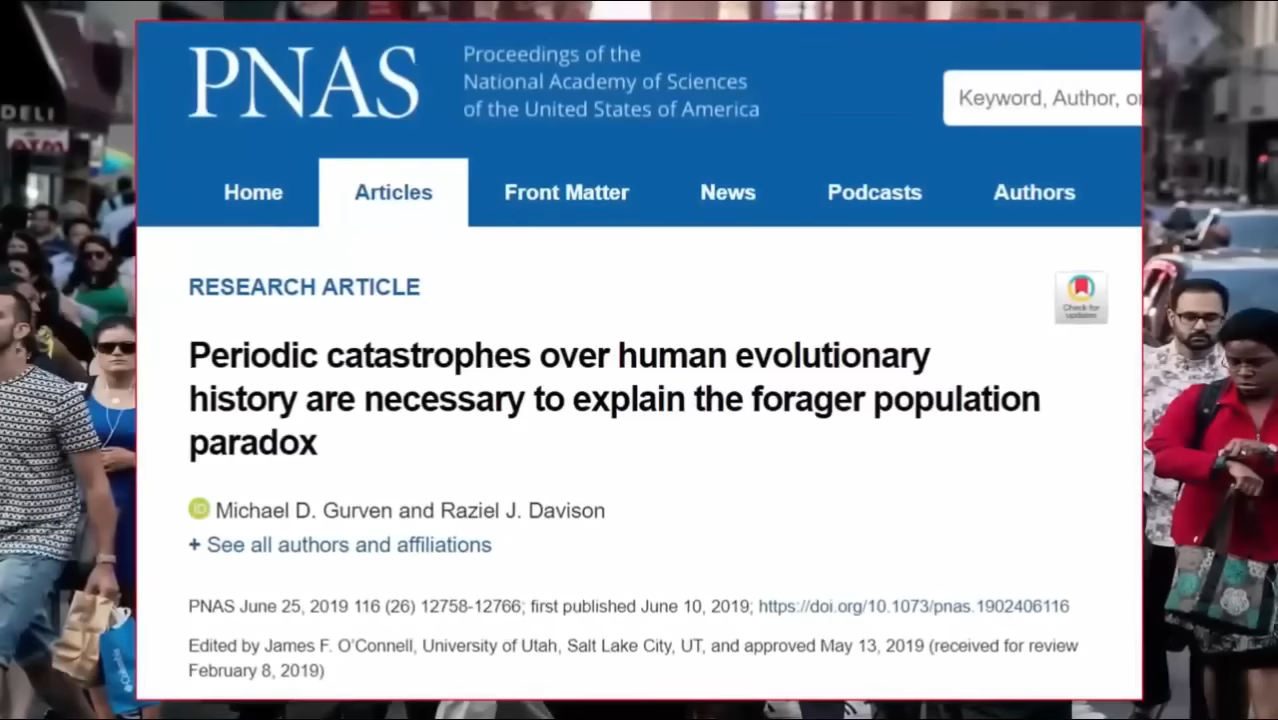 PNAS
Proceedings of the
National Academy of Sciences
of the United States of America
Keyword, Author, or
Home
Articles
Front Matter
News
Podcasts
Authors
RESEARCH ARTICLE
Check for
updates
Periodic catastrophes over human evolutionary
history are necessary to explain the forager population
paradox
iD Michael D. Gurven and Raziel J. Davison
+ See all authors and affiliations
PNAS June 25, 2019 116 (26) 12758-12766; first published June 10, 2019; https://doi.org/10.1073/pnas.1902406116
Edited by James F. O'Connell, University of Utah, Salt Lake City, UT, and approved May 13, 2019 (received for review
February 8, 2019)
DELI
ATM
Columbia